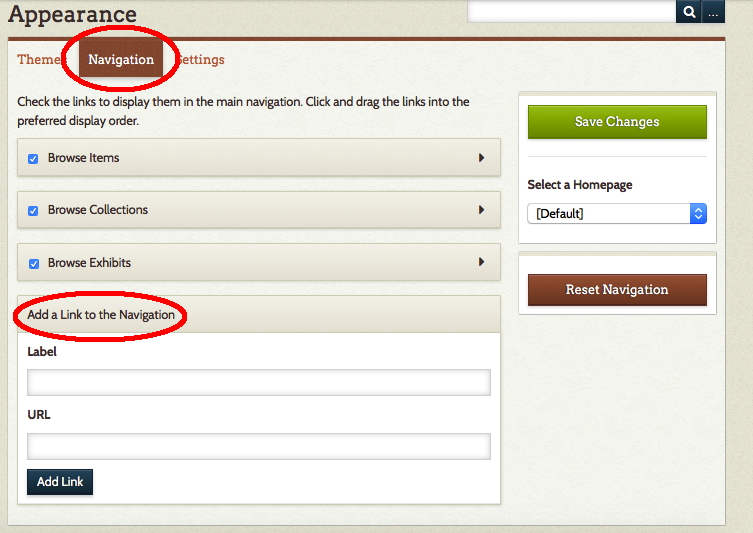 Appearance
...
Themes Navigation Settings
Check the links to display them in the main navigation. Click and drag the links into the
preferred display order.
Browse Items
Browse Collections
Browse Exhibits
Add a Link to the Navigation
Label
URL
Add Link
Save Changes
Select a Homepage
[Default]
Reset Navigation